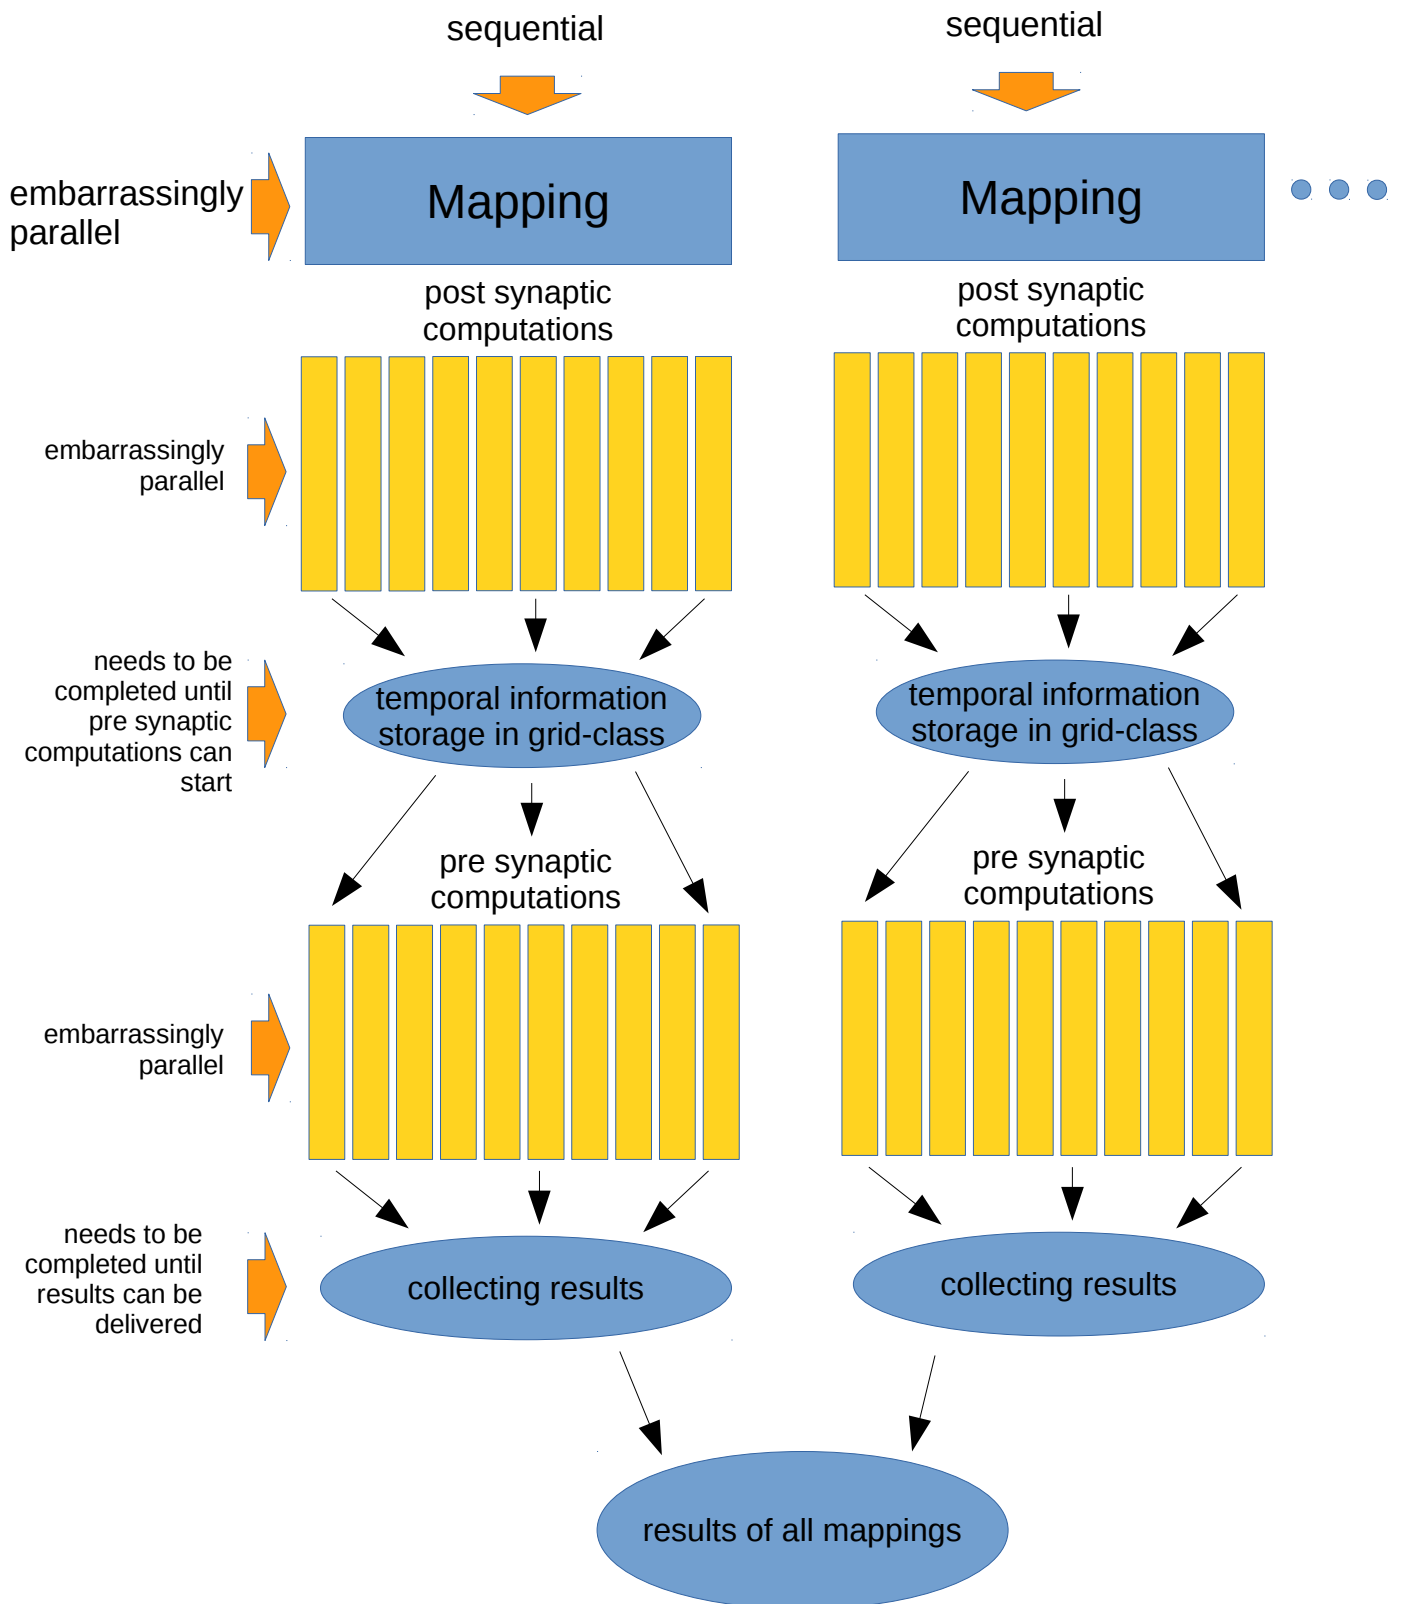 sequential
sequential
embarrassingly
parallel
Mapping
Mapping
post synaptic
computations
post synaptic
computations
embarrassingly
parallel
needs to be
completed until
pre synaptic
computations can
start
temporal information
storage in grid-class
temporal information
storage in grid-class
pre synaptic
computations
pre synaptic
computations
embarrassingly
parallel
needs to be
completed until
results can be
delivered
collecting results
collecting results
results of all mappings